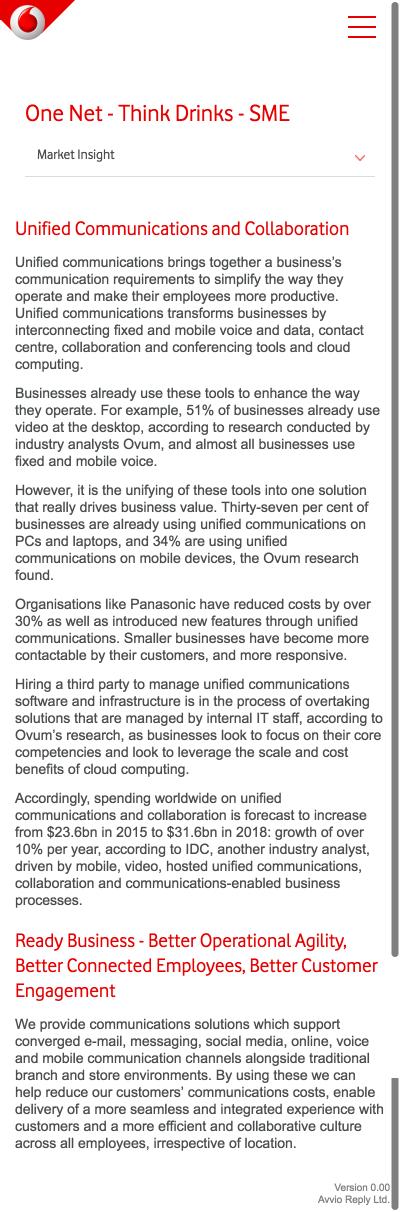 One Net - Think Drinks - SME
Market Insight
Unified Communications and Collaboration
Unified communications brings together a business's
communication requirements to simplify the way they
operate and make their employees more productive.
Unified communications transforms businesses by
interconnecting fixed and mobile voice and data, contact
centre, collaboration and conferencing tools and cloud
computing.
Businesses already use these tools to enhance the way
they operate. For example, 51% of businesses already use
video at the desktop, according to research conducted by
industry analysts Ovum, and almost all businesses use
fixed and mobile voice.
However, it is the unifying of these tools into one solution
that really drives business value. Thirty-seven per cent of
businesses are already using unified communications on
PCs and laptops, and 34% are using unified
communications on mobile devices, the Ovum research
found.
Organisations like Panasonic have reduced costs by over
30% as well as introduced new features through unified
communications. Smaller businesses have become more
contactable by their customers, and more responsive.
Hiring a third party to manage unified communications
software and infrastructure is in the process of overtaking
solutions that are managed by internal IT staff, according to
Ovum's research, as businesses look to focus on their core
competencies and look to leverage the scale and cost
benefits of cloud computing.
Accordingly, spending worldwide on unified
communications and collaboration is forecast to increase
from $23.6bn in 2015 to $31.6bn in 2018: growth of over
10% per year, according to IDC, another industry analyst,
driven by mobile, video, hosted unified communications,
collaboration and communications-enabled business
processes.
Ready Business - Better Operational Agility,
Better Connected Employees, Better Customer
Engagement
We provide communications solutions which support
converged e-mail, messaging, social media, online, voice
and mobile communication channels alongside traditional
branch and store environments. By using these we can
help reduce our customers' communications costs, enable
delivery of a more seamless and integrated experience with
customers and a more efficient and collaborative culture
across all employees, irrespective of location.
Version 0.00
Avvio Reply Ltd.